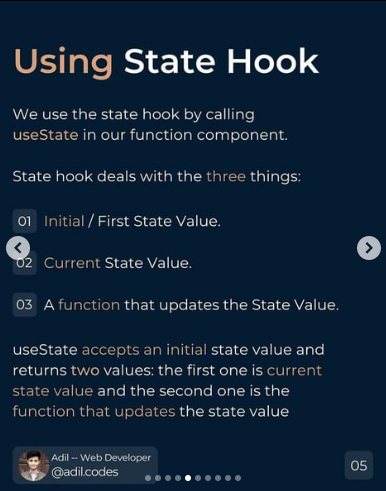 Using State Hook
We use the state hook by calling
useState in our function component.
State hook deals with the three things:
01 Initial / First State Value.
02 Current State Value.
03 A function that updates the State Value.
useState accepts an initial state value and
returns two values: the first one is current
state value and the second one is the
function that updates the state value
Adil -- Web Developer
@adil.codes
05